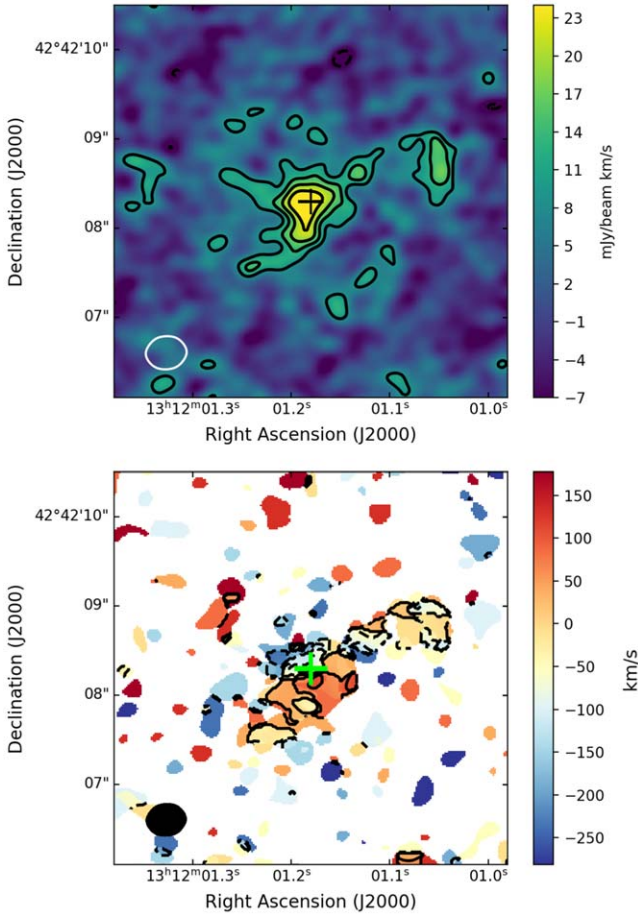 42°42'10"
09"
08"
07"
Declination (J2000)
13ʰ12ᵐ01.3ˢ
01.2ˢ
01.1ˢ
01.0ˢ
Right Ascension (J2000)
23
20
17
14
11
8
5
2
−1
−4
−7
mJy/beam km/s
42°42'10"
09"
08"
07"
Declination (J2000)
13ʰ12ᵐ01.3ˢ
01.2ˢ
01.1ˢ
01.0ˢ
Right Ascension (J2000)
150
100
50
0
−50
−100
−150
−200
−250
km/s